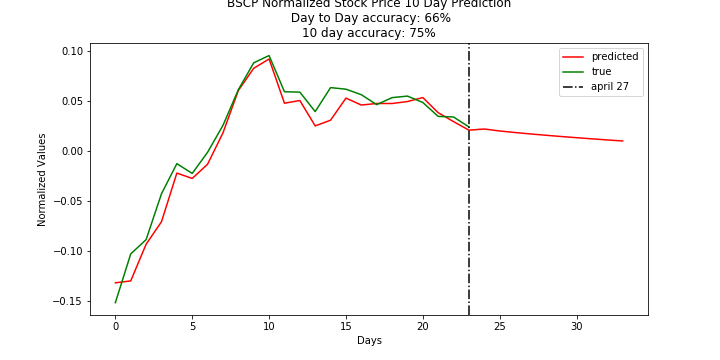 BSCP Normalized Stock Price 10 Day Prediction
Day to Day accuracy: 66%
10 day accuracy: 75%
0.10
0.05
0.00
−0.05
−0.10
−0.15
Normalized Values
predicted
true
april 27
0 5 10 15 20 25 30
Days